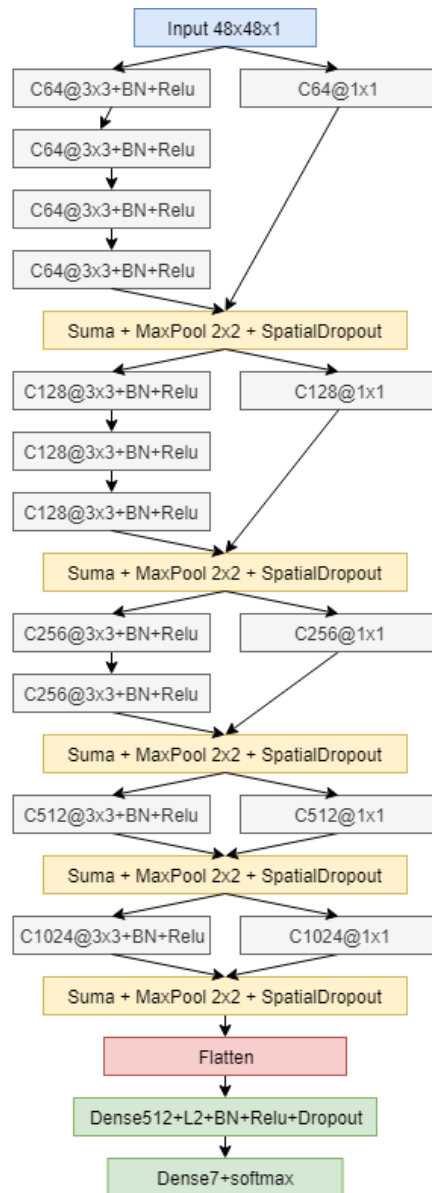 Input 48x48x1
C64@3x3+BN+Relu
C64@1x1
C64@3x3+BN+Relu
C64@3x3+BN+Relu
C64@3x3+BN+Relu
Suma + MaxPool 2x2 + SpatialDropout
C128@3x3+BN+Relu
C128@1x1
C128@3x3+BN+Relu
C128@3x3+BN+Relu
Suma + MaxPool 2x2 + SpatialDropout
C256@3x3+BN+Relu
C256@1x1
C256@3x3+BN+Relu
Suma + MaxPool 2x2 + SpatialDropout
C512@3x3+BN+Relu
C512@1x1
Suma + MaxPool 2x2 + SpatialDropout
C1024@3x3+BN+Relu
C1024@1x1
Suma + MaxPool 2x2 + SpatialDropout
Flatten
Dense512+L2+BN+Relu+Dropout
Dense7+softmax